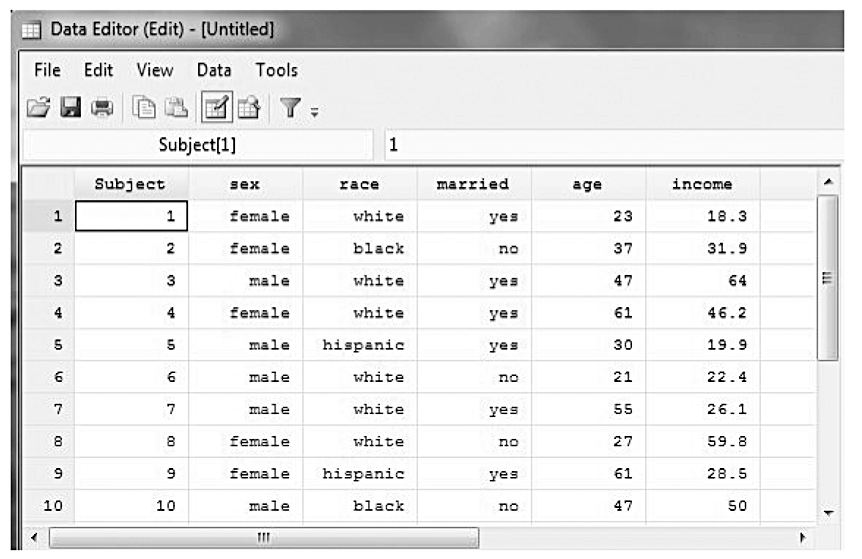 Data Editor (Edit) - [Untitled]
File Edit View Data Tools
Subject[1] 1
Subject sex race married age income
1 1 female white yes 23 18.3
2 2 female black no 37 31.9
3 3 male white yes 47 64
4 4 female white yes 61 46.2
5 5 male hispanic yes 30 19.9
6 6 male white no 21 22.4
7 7 male white yes 55 26.1
8 8 female white no 27 59.8
9 9 female hispanic yes 61 28.5
10 10 male black no 47 50